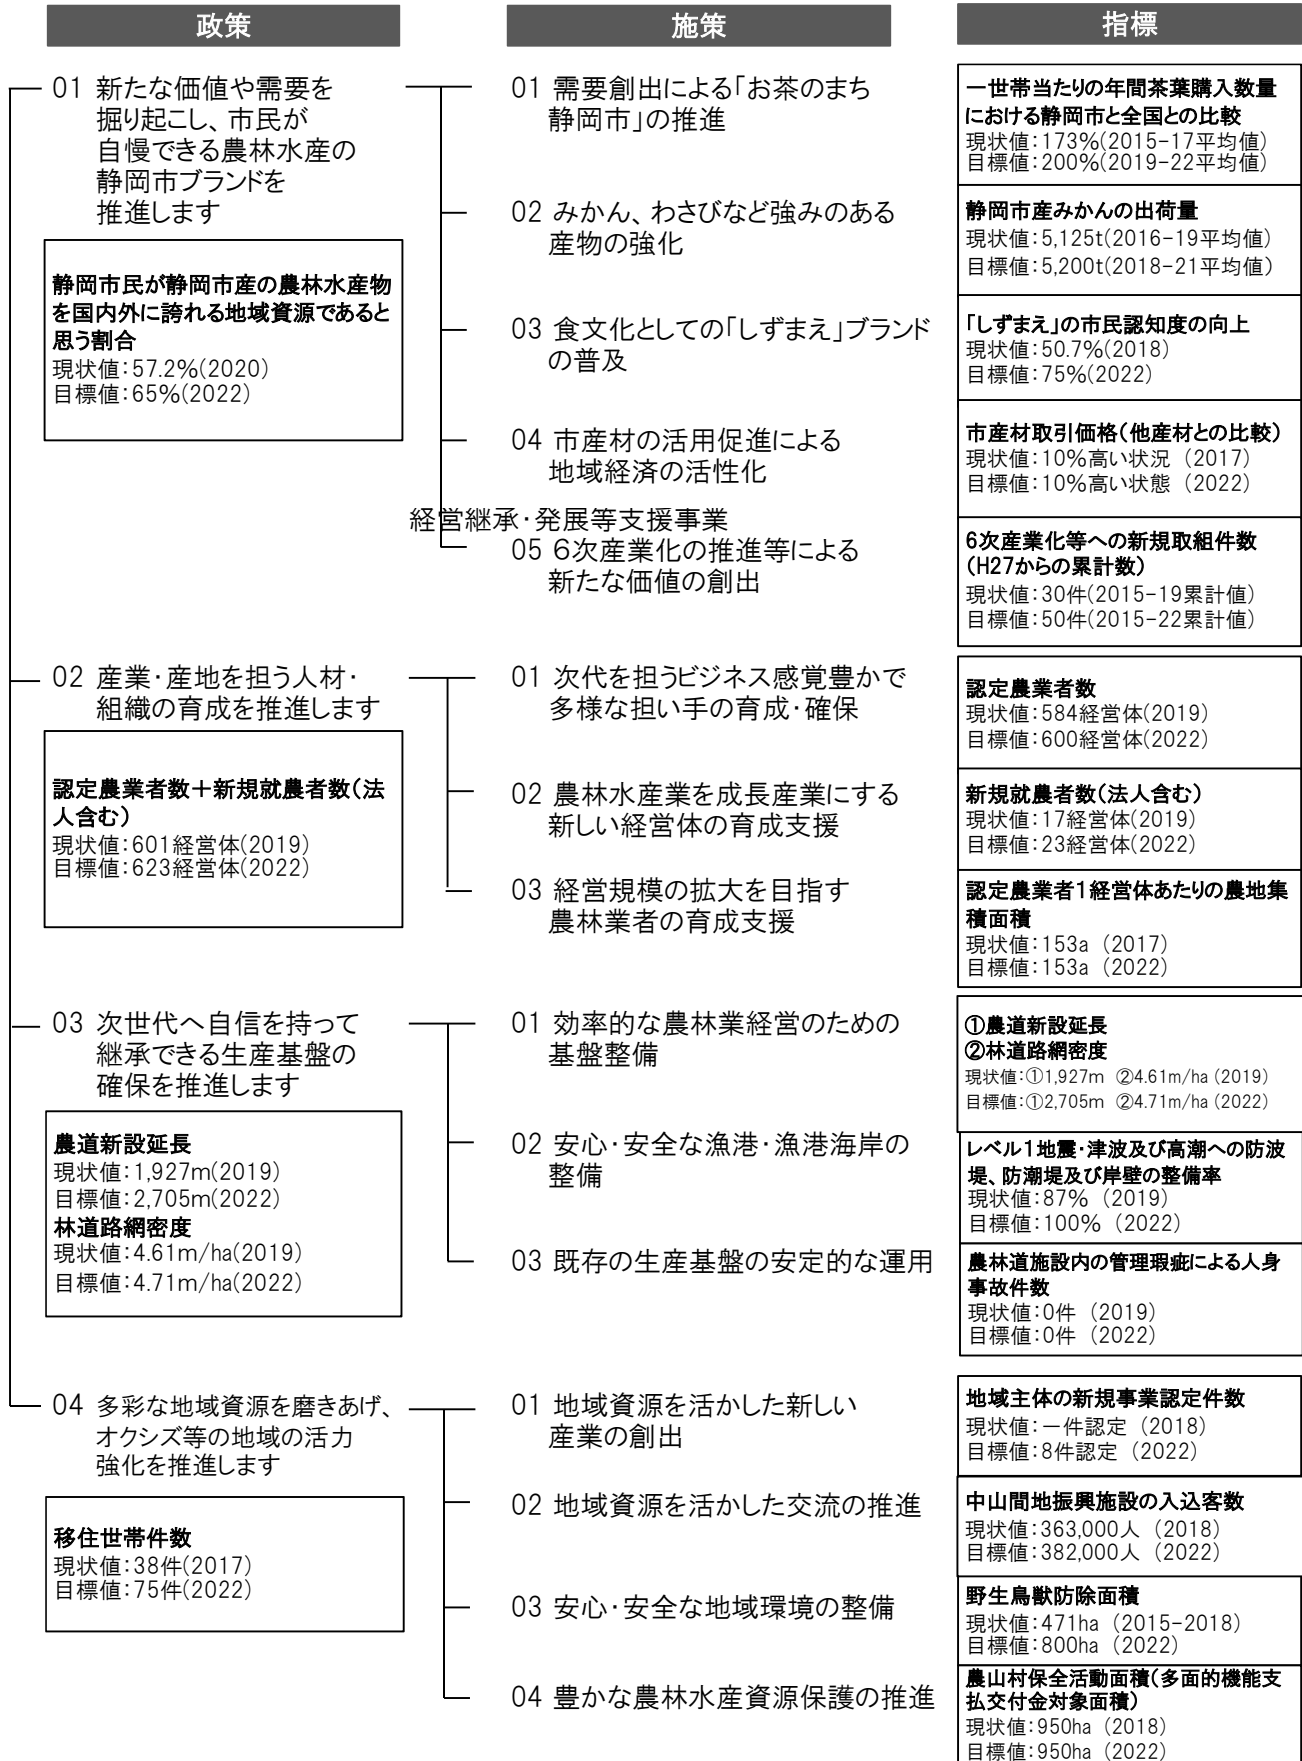 政策
施策
指標
01 新たな価値や需要を
掘り起こし、市民が
自慢できる農林水産の
静岡市ブランドを
推進します
静岡市民が静岡市産の農林水産物
を国内外に誇れる地域資源であると
思う割合
現状値:57.2%(2020)
目標値:65%(2022)
01 需要創出による「お茶のまち
静岡市」の推進
一世帯当たりの年間茶葉購入数量
における静岡市と全国との比較
現状値:173%(2015-17平均値)
目標値:200%(2019-22平均値)
02 みかん、わさびなど強みのある
産物の強化
静岡市産みかんの出荷量
現状値:5,125t(2016-19平均値)
目標値:5,200t(2018-21平均値)
03 食文化としての「しずまえ」ブランド
の普及
「しずまえ」の市民認知度の向上
現状値:50.7%(2018)
目標値:75%(2022)
04 市産材の活用促進による
地域経済の活性化
市産材取引価格(他産材との比較)
現状値:10%高い状況 (2017)
目標値:10%高い状態 (2022)
経営継承・発展等支援事業
05 6次産業化の推進等による
新たな価値の創出
6次産業化等への新規取組件数
(H27からの累計数)
現状値:30件(2015-19累計値)
目標値:50件(2015-22累計値)
02 産業・産地を担う人材・
組織の育成を推進します
認定農業者数+新規就農者数(法
人含む)
現状値:601経営体(2019)
目標値:623経営体(2022)
01 次代を担うビジネス感覚豊かで
多様な担い手の育成・確保
認定農業者数
現状値:584経営体(2019)
目標値:600経営体(2022)
02 農林水産業を成長産業にする
新しい経営体の育成支援
新規就農者数(法人含む)
現状値:17経営体(2019)
目標値:23経営体(2022)
03 経営規模の拡大を目指す
農林業者の育成支援
認定農業者1経営体あたりの農地集
積面積
現状値:153a (2017)
目標値:153a (2022)
03 次世代へ自信を持って
継承できる生産基盤の
確保を推進します
農道新設延長
現状値:1,927m(2019)
目標値:2,705m(2022)
林道路網密度
現状値:4.61m/ha(2019)
目標値:4.71m/ha(2022)
01 効率的な農林業経営のための
基盤整備
①農道新設延長
②林道路網密度
現状値:①1,927m ②4.61m/ha (2019)
目標値:①2,705m ②4.71m/ha (2022)
02 安心・安全な漁港・漁港海岸の
整備
レベル1地震・津波及び高潮への防波
堤、防潮堤及び岸壁の整備率
現状値:87% (2019)
目標値:100% (2022)
03 既存の生産基盤の安定的な運用
農林道施設内の管理瑕疵による人身
事故件数
現状値:0件 (2019)
目標値:0件 (2022)
04 多彩な地域資源を磨きあげ、
オクシズ等の地域の活力
強化を推進します
移住世帯件数
現状値:38件(2017)
目標値:75件(2022)
01 地域資源を活かした新しい
産業の創出
地域主体の新規事業認定件数
現状値:一件認定 (2018)
目標値:8件認定 (2022)
02 地域資源を活かした交流の推進
中山間地振興施設の入込客数
現状値:363,000人 (2018)
目標値:382,000人 (2022)
03 安心・安全な地域環境の整備
野生鳥獣防除面積
現状値:471ha (2015-2018)
目標値:800ha (2022)
04 豊かな農林水産資源保護の推進
農山村保全活動面積(多面的機能支
払交付金対象面積)
現状値:950ha (2018)
目標値:950ha (2022)